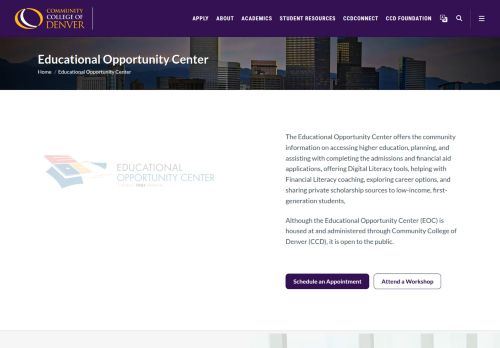 COMMUNITY
COLLEGE OF
DENVER
APPLY ABOUT ACADEMICS STUDENT RESOURCES CCDCONNECT CCD FOUNDATION
Educational Opportunity Center
Home / Educational Opportunity Center
EDUCATIONAL
OPPORTUNITY CENTER
The Educational Opportunity Center offers the community
information on accessing higher education, planning, and
assisting with completing the admissions and financial aid
applications, offering Digital Literacy tools, helping with
Financial Literacy coaching, exploring career options, and
sharing private scholarship sources to low-income, first-
generation students,
Although the Educational Opportunity Center (EOC) is
housed at and administered through Community College of
Denver (CCD), it is open to the public.
Schedule an Appointment Attend a Workshop